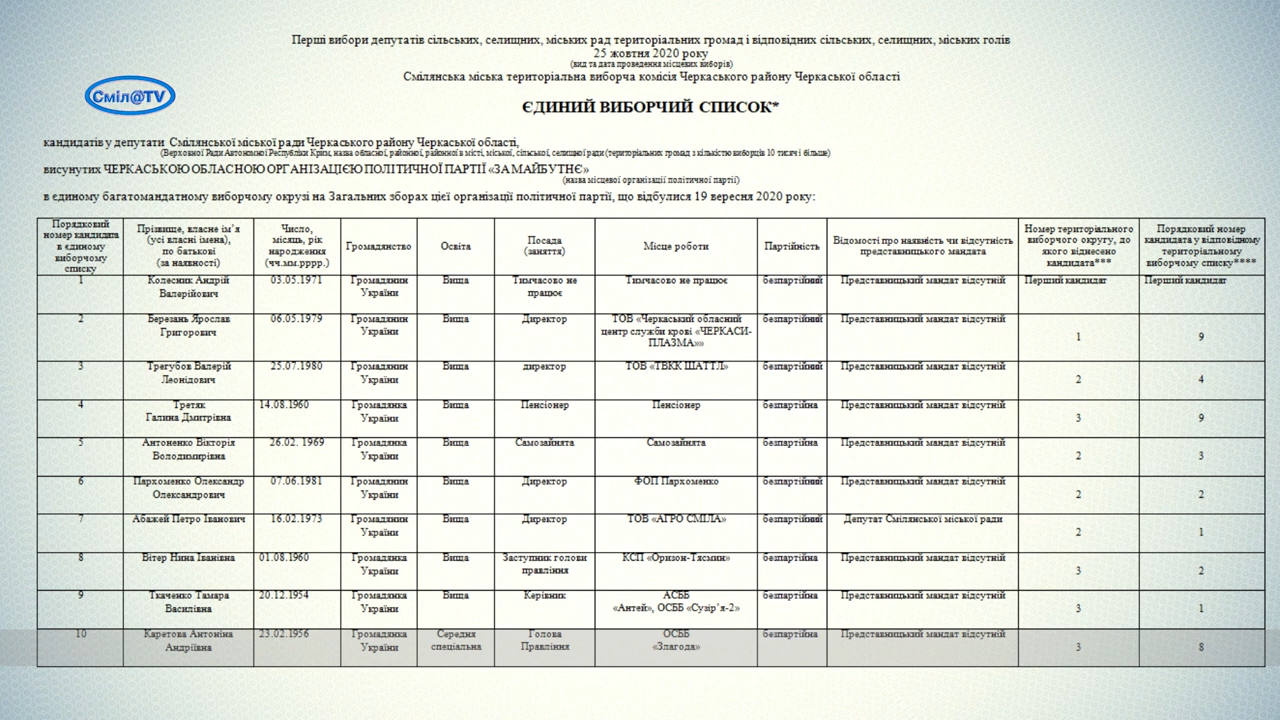 Перші вибори депутатів сільських, селищних, міських рад територіальних громад і відповідних сільських, селищних, міських голів
25 жовтня 2020 року
(вид та дата проведення місцевих виборів)
Смілянська міська територіальна виборча комісія Черкаського району Черкаської області
Сміл@TV
ЄДИНИЙ ВИБОРЧИЙ СПИСОК*
кандидатів у депутати Смілянської міської ради Черкаського району Черкаської області,
(Верховної Ради Автономної Республіки Крим, назва обласної, районної, районної в місті, міської, сільської, селищної ради (територіальних громад з кількістю виборців 10 тисяч і більше)
висунутих ЧЕРКАСЬКОЮ ОБЛАСНОЮ ОРГАНІЗАЦІЄЮ ПОЛІТИЧНОЇ ПАРТІЇ «ЗА МАЙБУТНЄ»
(назва місцевої організації політичної партії)
в єдиному багатомандатному виборчому окрузі на Загальних зборах цієї організації політичної партії, що відбулися 19 вересня 2020 року:
Порядковий номер кандидата в єдиному виборчому списку Прізвище, власне ім'я (усі власні імена), по батькові (за наявності) Число, місяць, рік народження (чч.мм.рррр.) Громадянство Освіта Посада (заняття) Місце роботи Партійність Відомості про наявність чи відсутність представницького мандата Номер територіального виборчого округу, до якого віднесено кандидата*** Порядковий номер кандидата у відповідному територіальному виборчому списку****
1 Колесник Андрій Валерійович 03.05.1971 Громадянин України Вища Тимчасово не працює Тимчасово не працює безпартійний Представницький мандат відсутній Перший кандидат Перший кандидат
2 Березань Ярослав Григорович 06.05.1979 Громадянин України Вища Директор ТОВ «Черкаський обласний центр служби крові «ЧЕРКАСИ-ПЛАЗМА»» безпартійний Представницький мандат відсутній 1 9
3 Трегубов Валерій Леонідович 25.07.1980 Громадянин України Вища директор ТОВ «ТВКК ШАТТЛ» безпартійний Представницький мандат відсутній 2 4
4 Третяк Галина Дмитрівна 14.08.1960 Громадянка України Вища Пенсіонер Пенсіонер безпартійна Представницький мандат відсутній 3 9
5 Антоненко Вікторія Володимирівна 26.02. 1969 Громадянка України Вища Самозайнята Самозайнята безпартійна Представницький мандат відсутній 2 3
6 Пархоменко Олександр Олександрович 07.06.1981 Громадянин України Вища Директор ФОП Пархоменко безпартійний Представницький мандат відсутній 2 2
7 Абажей Петро Іванович 16.02.1973 Громадянин України Вища Директор ТОВ «АГРО СМІЛА» безпартійний Депутат Смілянської міської ради 2 1
8 Вітер Нина Іванівна 01.08.1960 Громадянка України Вища Заступник голови правління КСП «Оризон-Тясмин» безпартійна Представницький мандат відсутній 3 2
9 Ткаченко Тамара Василівна 20.12.1954 Громадянка України Вища Керівник АСББ «Антей», ОСББ «Сузір'я-2» безпартійна Представницький мандат відсутній 3 1
10 Каретова Антоніна Андріївна 23.02.1956 Громадянка України Середня спеціальна Голова Правління ОСББ «Злагода» безпартійна Представницький мандат відсутній 3 8